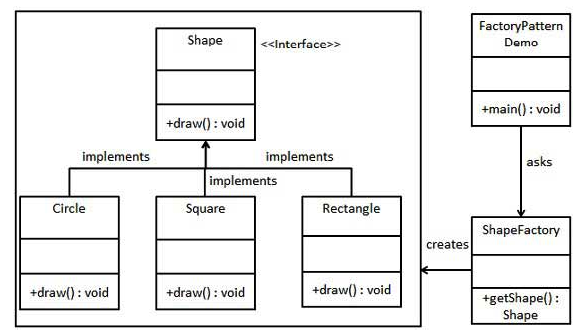 Shape
<<Interface>>
+draw() : void
implements
implements
implements
Circle
+draw() : void
Square
+draw() : void
Rectangle
+draw() : void
FactoryPattern
Demo
+main() : void
asks
creates
ShapeFactory
+getShape() :
Shape